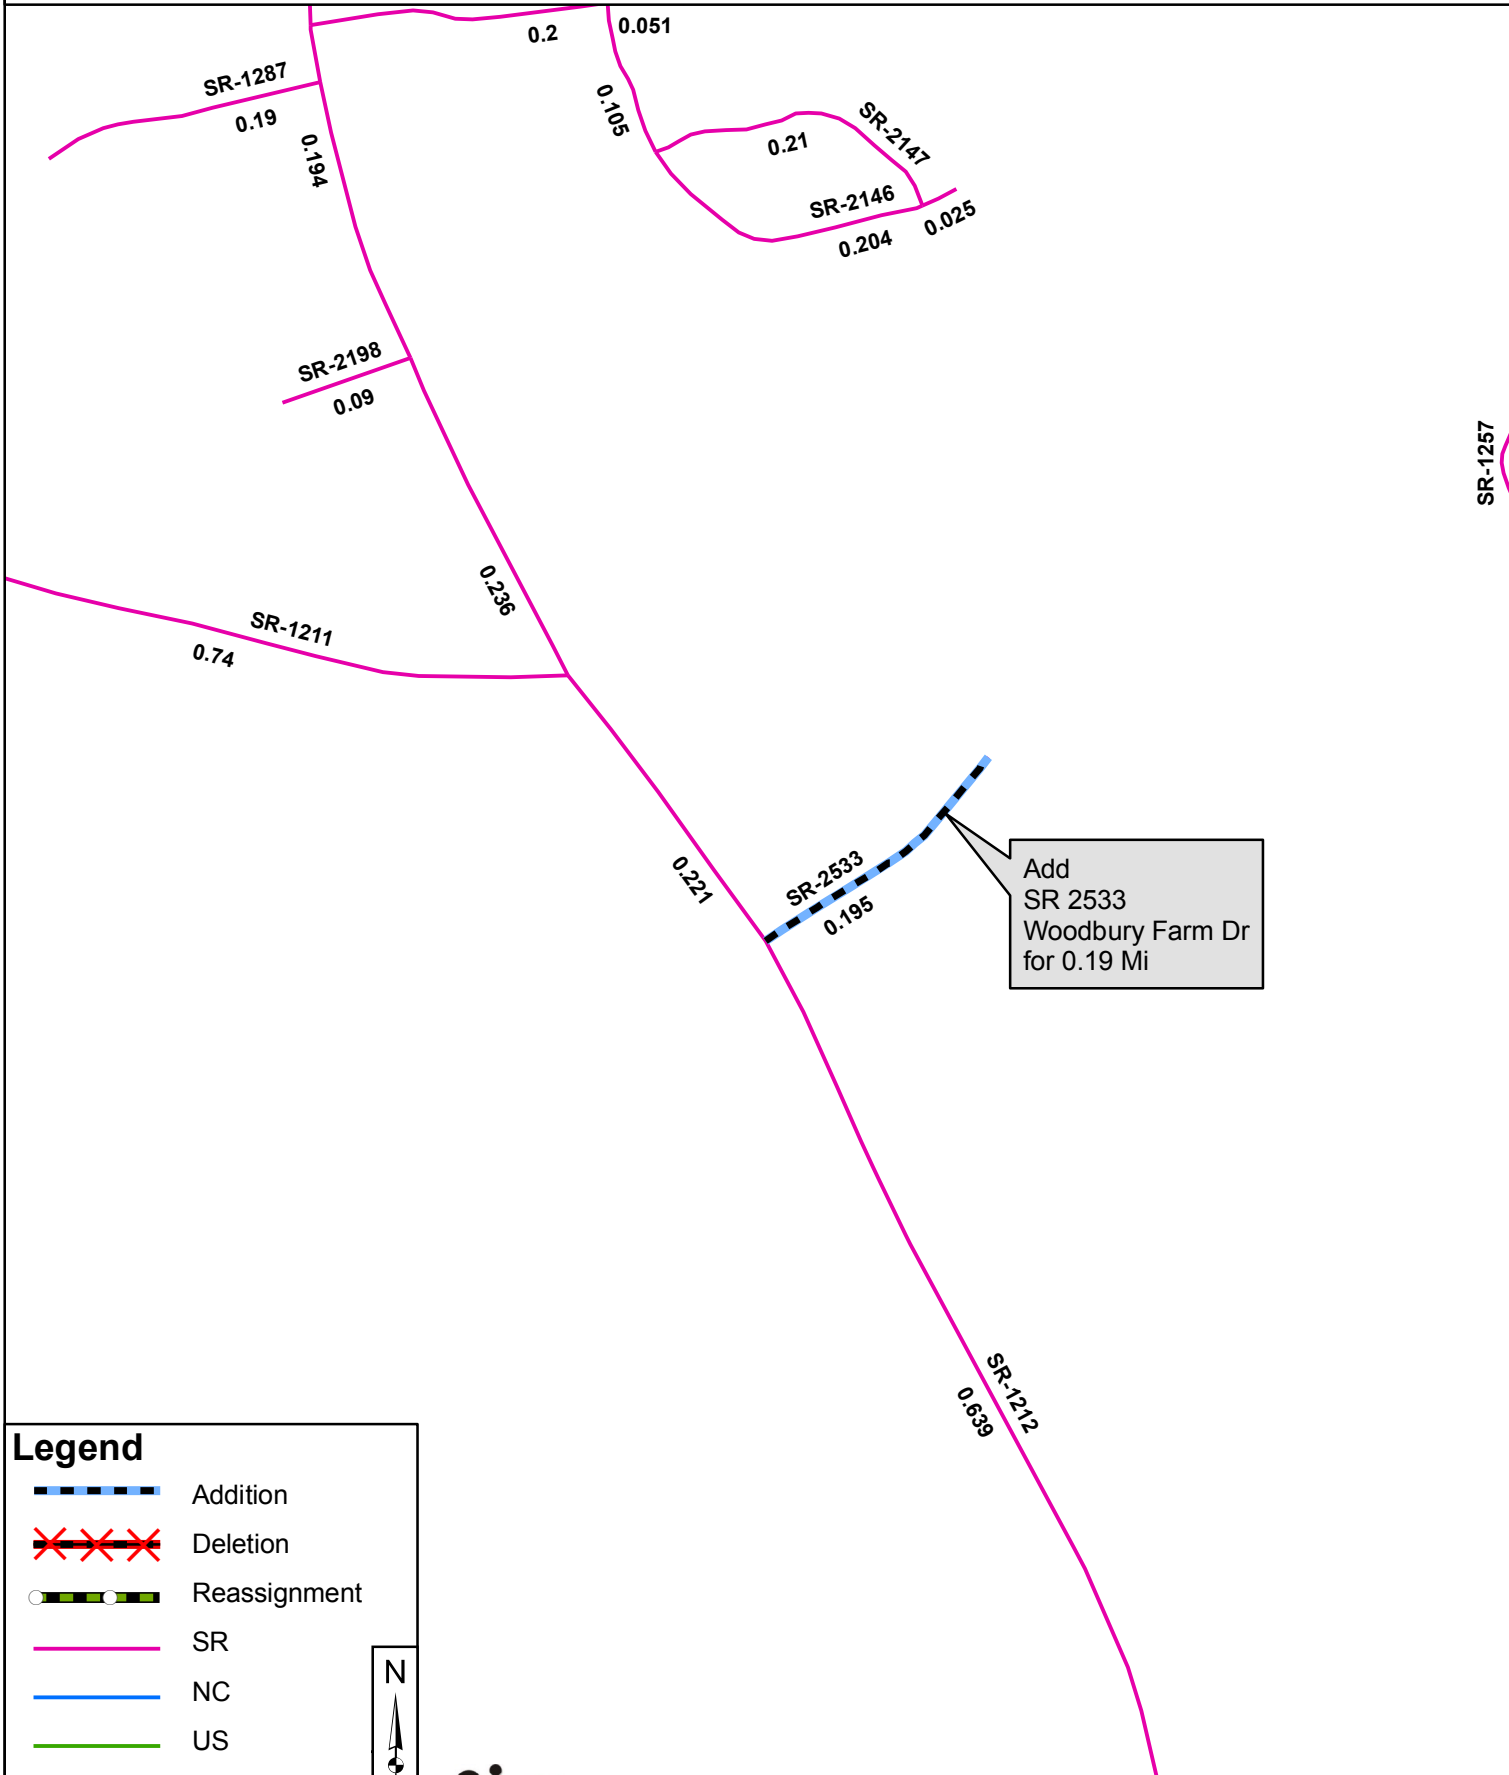 0.2
0.051
SR-1287
0.19
0.194
0.105
0.21
SR-2147
SR-2146
0.204
0.025
SR-2198
0.09
SR-1257
0.236
SR-1211
0.74
0.221
SR-2533
0.195
Add
SR 2533
Woodbury Farm Dr
for 0.19 Mi
SR-1212
0.639
Legend
Addition
Deletion
Reassignment
SR
NC
US
N